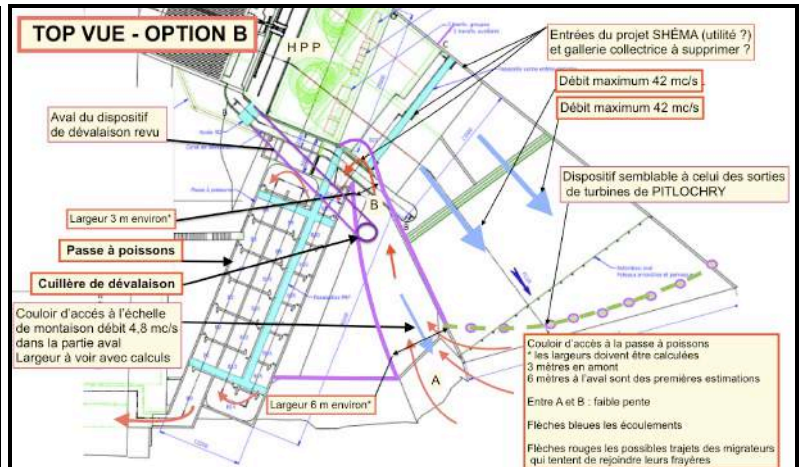 TOP VUE - OPTION B
HPP
Entrées du projet SHÉMA (utilité ?)
et gallerie collectrice à supprimer ?
Débit maximum 42 mc/s
Débit maximum 42 mc/s
Aval du dispositif
de dévalaison revu
Dispositif semblable à celui des sorties
de turbines de PITLOCHRY
Largeur 3 m environ*
B
C
Passe à poissons
Passe à poissons
Cuillère de dévalaison
Couloir d'accés à l'échelle
de montaison débit 4,8 mc/s
dans la partie aval
Largeur à voir avec calculs
Largeur 6 m environ*
A
Couloir d'accès à la passe à poissons
* les largeurs doivent être calculées
3 mètres en amont
6 mètres à l'aval sont des premières estimations
Entre A et B : faible pente
Flèches bleues les écoulements
Flèches rouges les possibles trajets des migrateurs
qui tentent de rejoindre leurs frayères